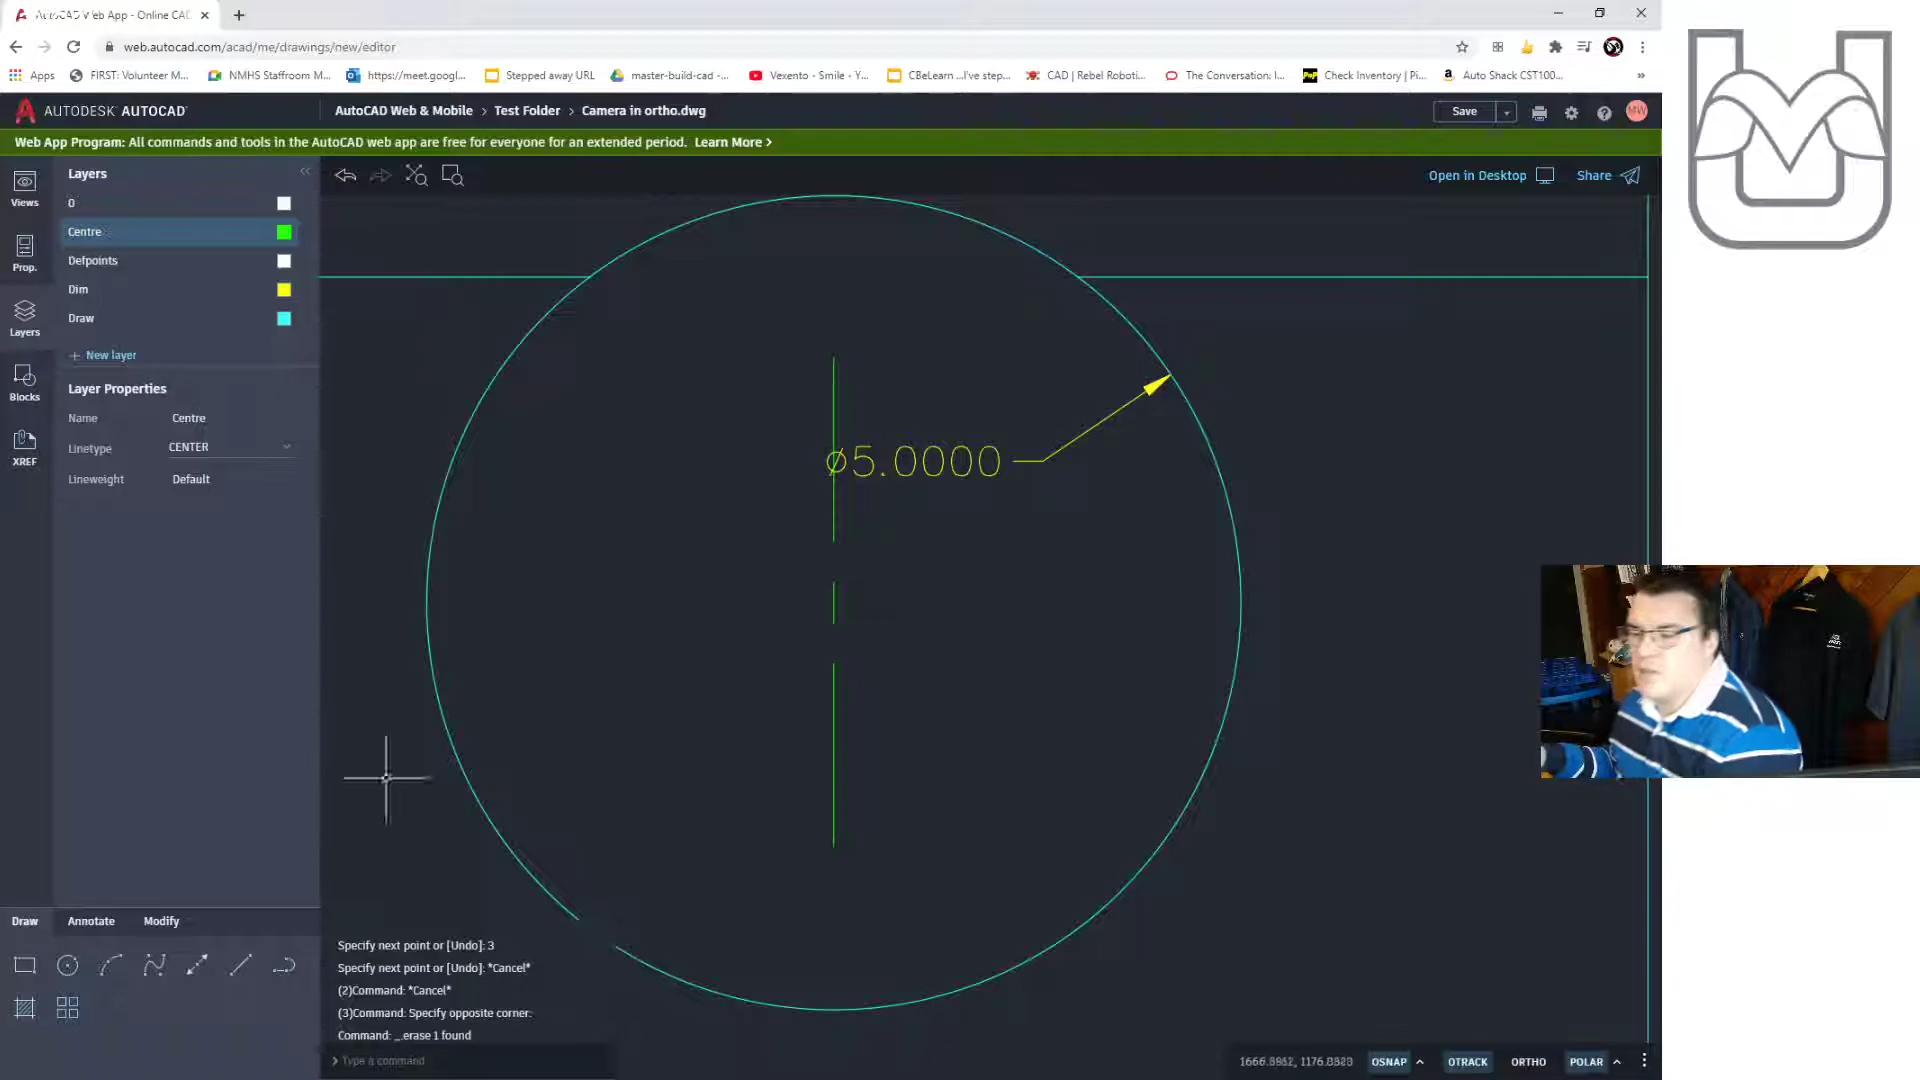 AutoCAD Web App - Online CAD
web.autocad.com/acad/me/drawings/new/editor
Apps
FIRST: Volunteer M...
NMHS Staffroom M...
https://meet.googl...
Stepped away URL
master-build-cad -...
Vexento - Smile - Y...
CBeLearn ...I've step...
CAD | Rebel Roboti...
The Conversation: I...
Check Inventory | Pi...
Auto Shack CST100...
AUTODESK AUTOCAD
AutoCAD Web & Mobile > Test Folder > Camera in ortho.dwg
Save
MW
Web App Program: All commands and tools in the AutoCAD web app are free for everyone for an extended period. Learn More >
Views
Prop.
Layers
Blocks
XREF
Layers
0
Centre
Defpoints
Dim
Draw
+ New layer
Layer Properties
Name Centre
Linetype CENTER
Lineweight Default
Open in Desktop
Share
ø5.0000
Draw
Annotate
Modify
Specify next point or [Undo]: 3
Specify next point or [Undo]: *Cancel*
(2)Command: *Cancel*
(3)Command: Specify opposite corner:
Command: _.erase 1 found
Type a command
OSNAP
OTRACK
ORTHO
POLAR